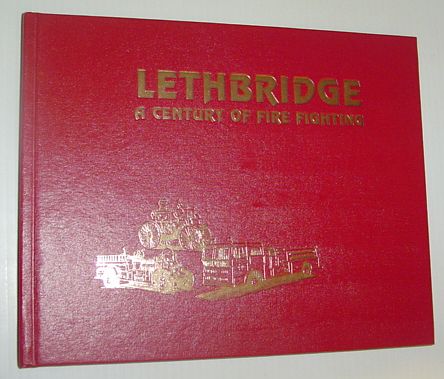 LETHBRIDGE
A CENTURY OF FIRE FIGHTING